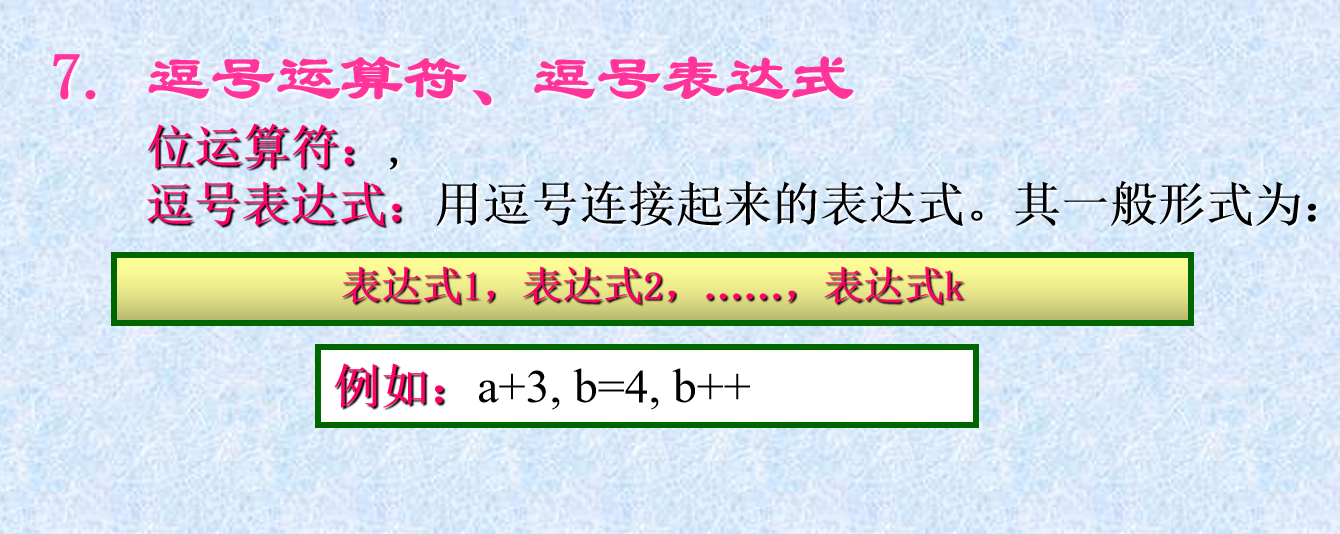 7. 逗号运算符、逗号表达式
位运算符：,
逗号表达式：用逗号连接起来的表达式。其一般形式为：
表达式1，表达式2，……，表达式k
例如：a+3, b=4, b++